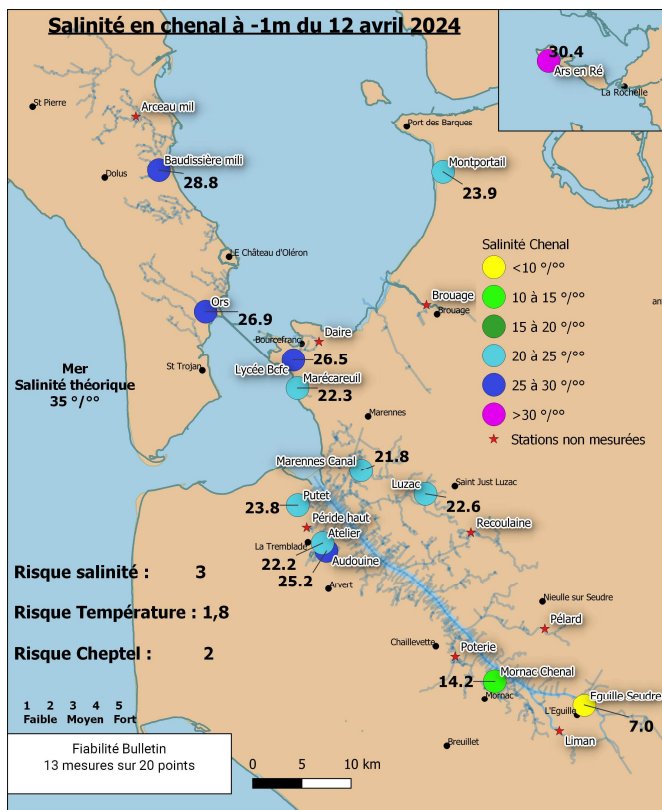 Salinité en chenal à -1m du 12 avril 2024
30.4
Ars en Ré
La Rochelle
St Pierre
Arceau mil
Port des Barques
Baudissière mili
28.8
Dolus
Montportail
23.9
LE Château d'Oléron
Salinité Chenal
<10 °/°°
10 à 15 °/°°
15 à 20 °/°°
20 à 25 °/°°
25 à 30 °/°°
>30 °/°°
Stations non mesurées
Brouage
Brouage
Ors
26.9
Daire
Bourcefranc
26.5
Lycée Bcfc
Marécareuil
22.3
St Trojan
Mer
Salinité théorique
35 °/°°
Marennes
Marennes Canal
21.8
Luzac
22.6
Saint Just Luzac
Putet
23.8
Péride haut
Recoulaine
Atelier
La Tremblade
22.2
Audouine
25.2
Arvert
Risque salinité : 3
Risque Température : 1,8
Risque Cheptel : 2
Nieulle sur Seudre
Pélard
Chaillevette
Poterie
Mornac Chenal
14.2
Mornac
Eguille Seudre
L'Eguille
7.0
Liman
Breuillet
1 2 3 4 5
Faible Moyen Fort
Fiabilité Bulletin
13 mesures sur 20 points
0 5 10 km